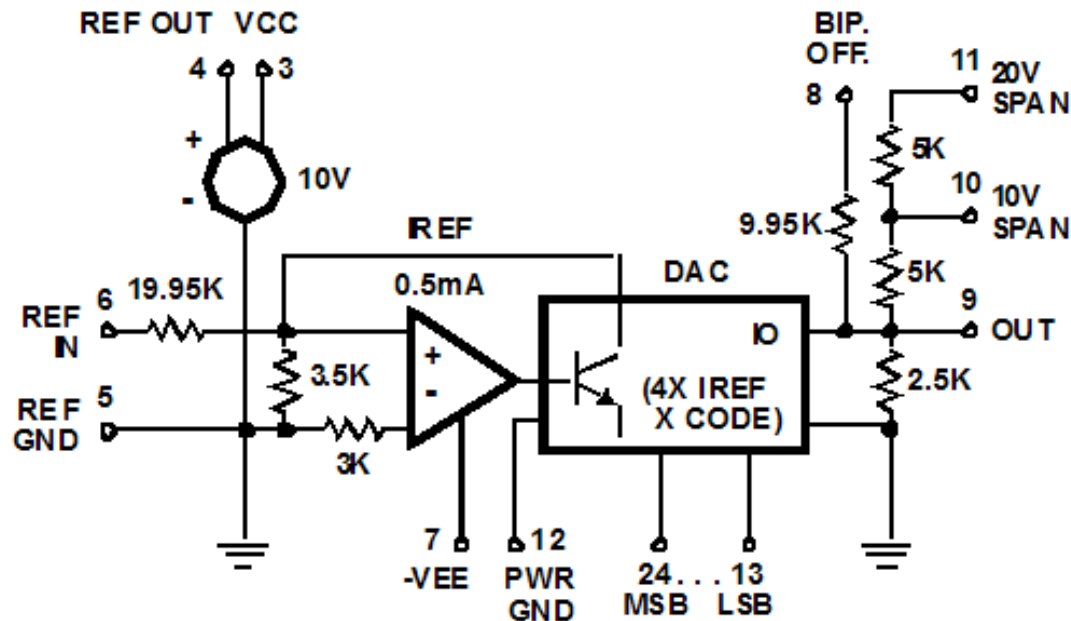 REF OUT VCC
4 3
+
-
10V
BIP.
OFF.
8
11 20V
SPAN
5K
10 10V
SPAN
9.95K
5K
IREF
0.5mA
DAC
6 19.95K
REF
IN
+
-
IO
9
OUT
3.5K
(4X IREF
X CODE)
2.5K
5
REF
GND
3K
7
-VEE
12
PWR
GND
24 . . . 13
MSB LSB